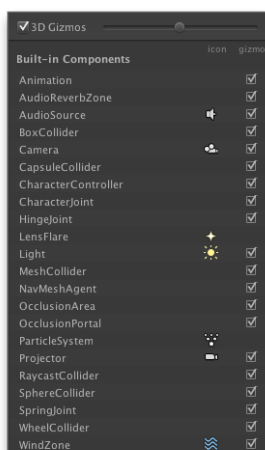 3D Gizmos
icon gizmo
Built-in Components
Animation
AudioReverbZone
AudioSource
BoxCollider
Camera
CapsuleCollider
CharacterController
CharacterJoint
HingeJoint
LensFlare
Light
MeshCollider
NavMeshAgent
OcclusionArea
OcclusionPortal
ParticleSystem
Projector
RaycastCollider
SphereCollider
SpringJoint
WheelCollider
WindZone